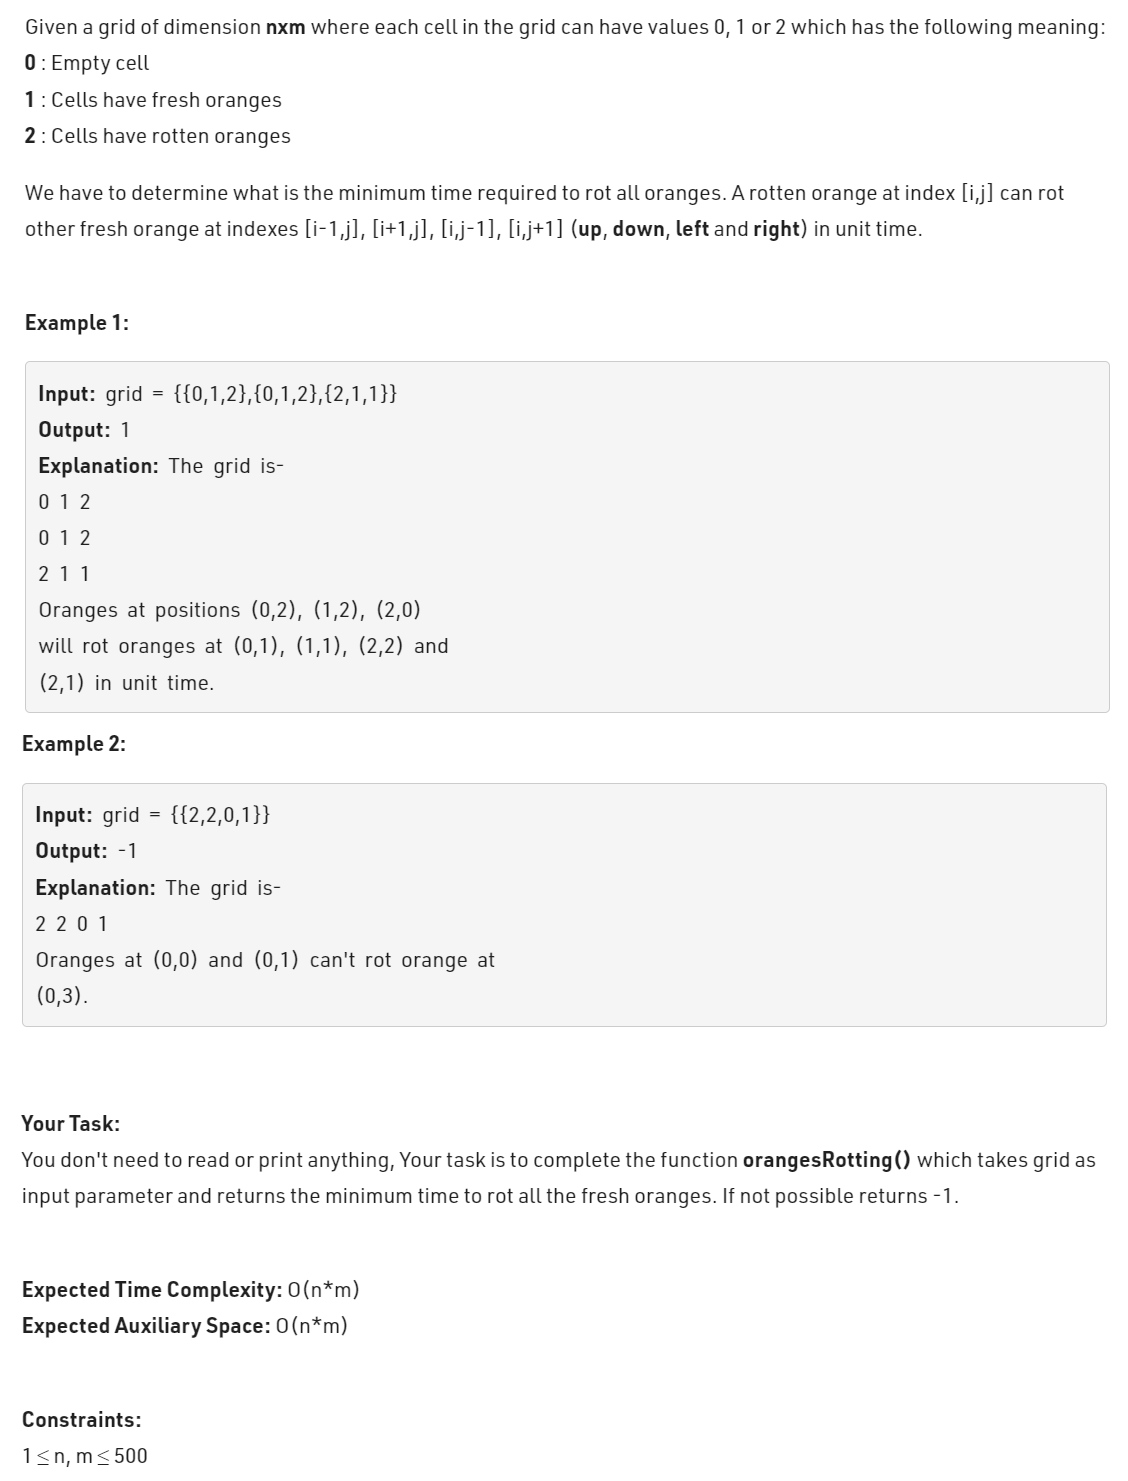 Given a grid of dimension nxm where each cell in the grid can have values 0, 1 or 2 which has the following meaning:
0 : Empty cell
1 : Cells have fresh oranges
2 : Cells have rotten oranges
We have to determine what is the minimum time required to rot all oranges. A rotten orange at index [i,j] can rot
other fresh orange at indexes [i-1,j], [i+1,j], [i,j-1], [i,j+1] (up, down, left and right) in unit time.
Example 1:
Input: grid = {{0,1,2},{0,1,2},{2,1,1}}
Output: 1
Explanation: The grid is-
0 1 2
0 1 2
2 1 1
Oranges at positions (0,2), (1,2), (2,0)
will rot oranges at (0,1), (1,1), (2,2) and
(2,1) in unit time.
Example 2:
Input: grid = {{2,2,0,1}}
Output: -1
Explanation: The grid is-
2 2 0 1
Oranges at (0,0) and (0,1) can't rot orange at
(0,3).
Your Task:
You don't need to read or print anything, Your task is to complete the function orangesRotting() which takes grid as
input parameter and returns the minimum time to rot all the fresh oranges. If not possible returns -1.
Expected Time Complexity: O(n*m)
Expected Auxiliary Space: O(n*m)
Constraints:
1 ≤ n, m ≤ 500